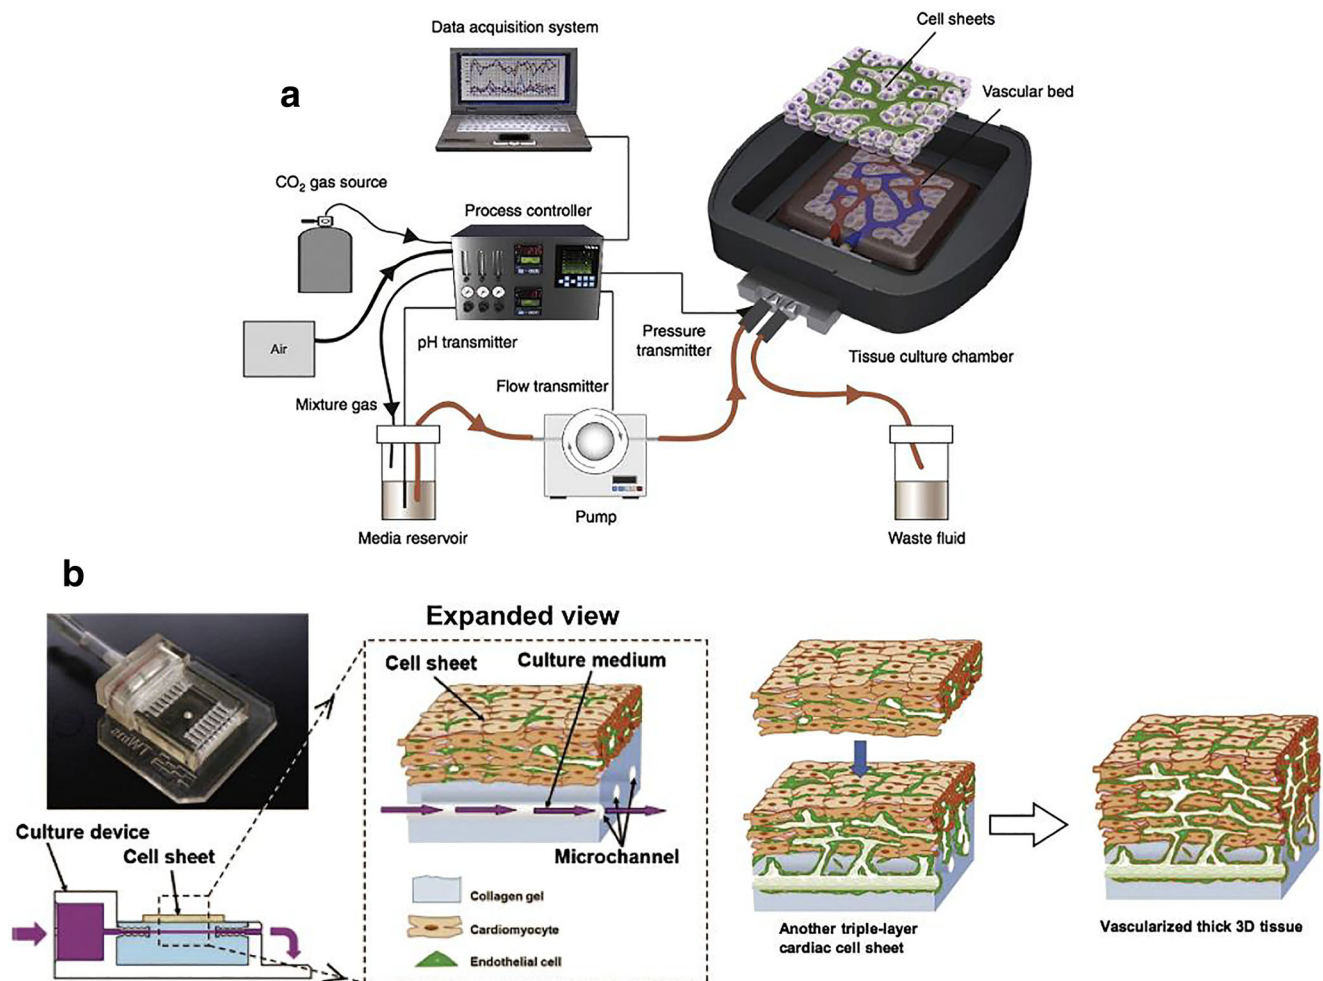 a
Data acquisition system
Cell sheets
Vascular bed
CO2 gas source
Process controller
Air
pH transmitter
Pressure
transmitter
Tissue culture chamber
Flow transmitter
Mixture gas
Pump
Media reservoir
Waste fluid
b
Expanded view
Cell sheet
Culture medium
Microchannel
Culture device
Cell sheet
Collagen gel
Cardiomyocyte
Endothelial cell
Another triple-layer
cardiac cell sheet
Vascularized thick 3D tissue